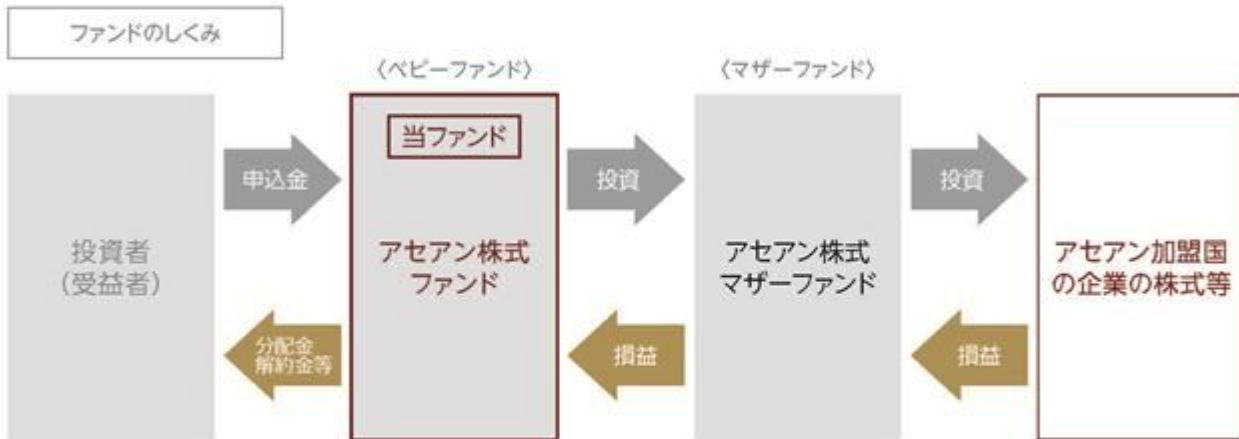 ファンドのしくみ
〈ベビーファンド〉
〈マザーファンド〉
当ファンド
申込金
投資
投資
投資者
(受益者)
アセアン株式
ファンド
アセアン株式
マザーファンド
アセアン加盟国
の企業の株式等
分配金
解約金等
損益
損益